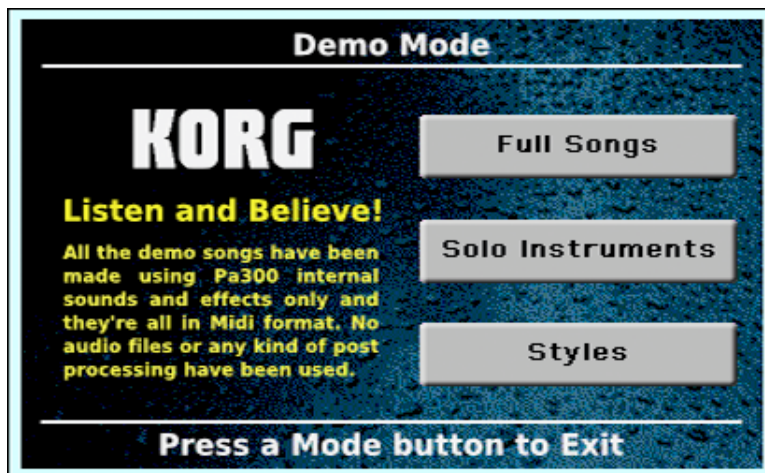 Demo Mode
KORG
Listen and Believe!
All the demo songs have been
made using Pa300 internal
sounds and effects only and
they're all in Midi format. No
audio files or any kind of post
processing have been used.
Full Songs
Solo Instruments
Styles
Press a Mode button to Exit